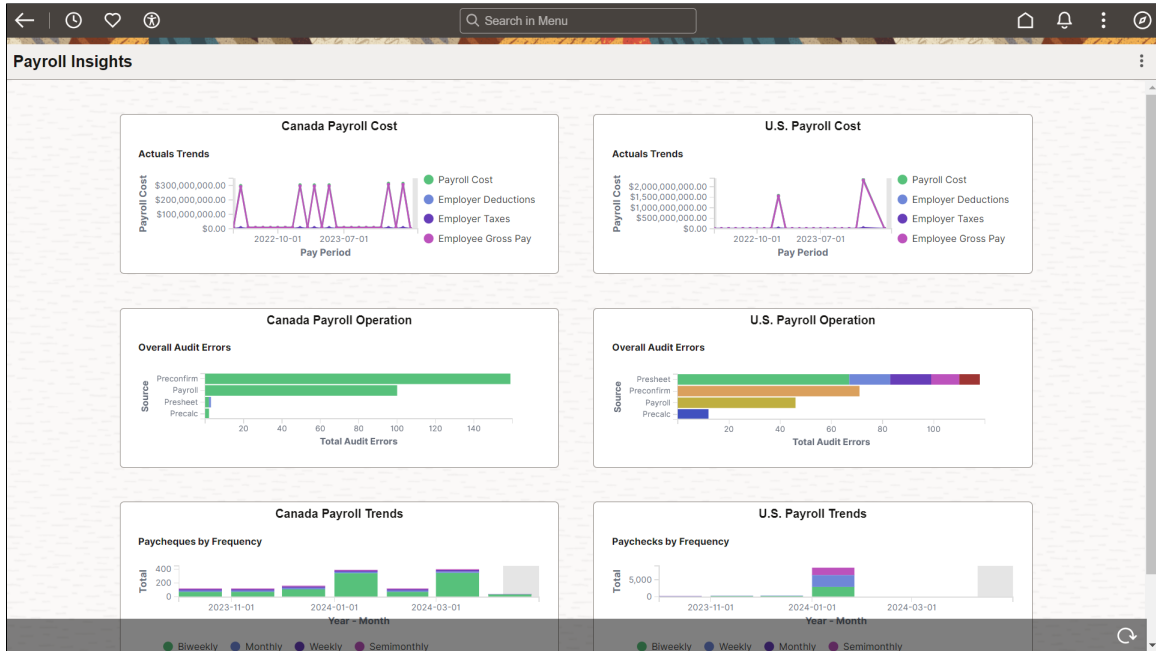 Search in Menu
Payroll Insights
Canada Payroll Cost
Actuals Trends
Payroll Cost
$300,000,000.00
$200,000,000.00
$100,000,000.00
$0.00
2022-10-01 2023-07-01
Pay Period
Payroll Cost
Employer Deductions
Employer Taxes
Employee Gross Pay
U.S. Payroll Cost
Actuals Trends
Payroll Cost
$2,000,000,000.00
$1,500,000,000.00
$1,000,000,000.00
$500,000,000.00
$0.00
2022-10-01 2023-07-01
Pay Period
Payroll Cost
Employer Deductions
Employer Taxes
Employee Gross Pay
Canada Payroll Operation
Overall Audit Errors
Source
Preconfirm
Payroll
Presheet
Precalc
20 40 60 80 100 120 140
Total Audit Errors
U.S. Payroll Operation
Overall Audit Errors
Source
Presheet
Preconfirm
Payroll
Precalc
20 40 60 80 100
Total Audit Errors
Canada Payroll Trends
Paycheques by Frequency
Total
400
200
0
2023-11-01 2024-01-01 2024-03-01
Year - Month
Biweekly Monthly Weekly Semimonthly
U.S. Payroll Trends
Paychecks by Frequency
Total
5,000
0
2023-11-01 2024-01-01 2024-03-01
Year - Month
Biweekly Weekly Monthly Semimonthly